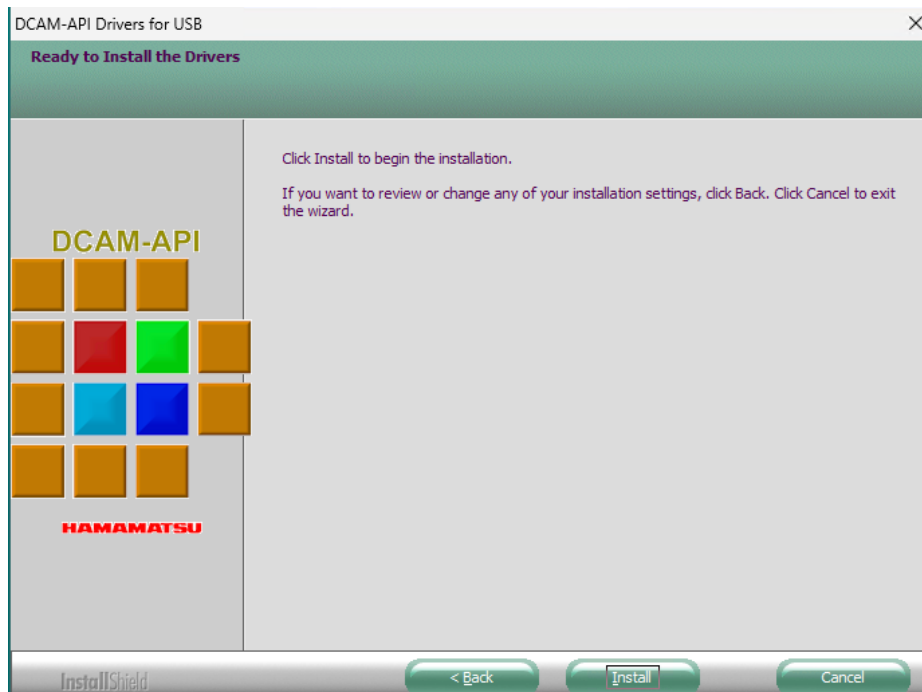 DCAM-API Drivers for USB
Ready to Install the Drivers
Click Install to begin the installation.
If you want to review or change any of your installation settings, click Back. Click Cancel to exit
the wizard.
DCAM-API
HAMAMATSU
InstallShield
< Back
Install
Cancel